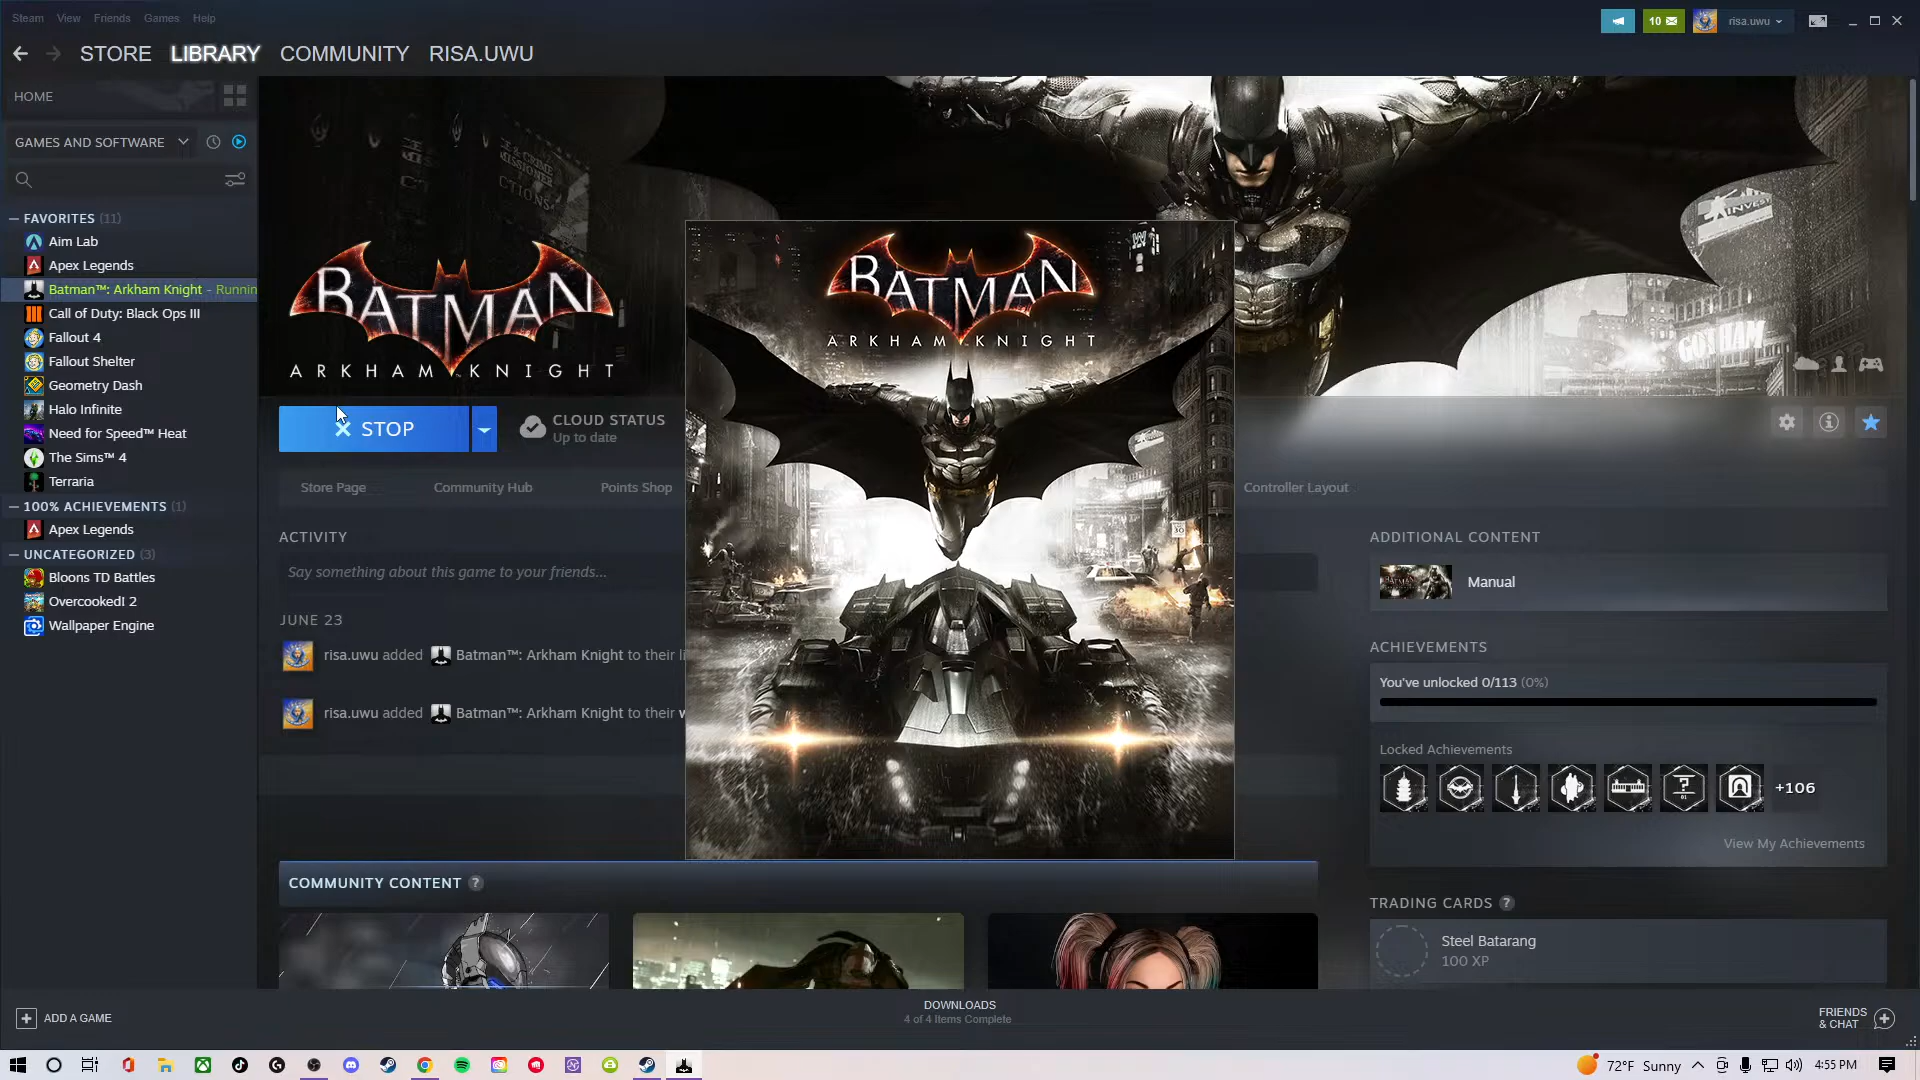 Steam View Friends Games Help
10
risa.uwu
STORE LIBRARY COMMUNITY RISA.UWU
HOME
GAMES AND SOFTWARE
FAVORITES (11)
Aim Lab
Apex Legends
Batman™: Arkham Knight - Runnin
Call of Duty: Black Ops III
Fallout 4
Fallout Shelter
Geometry Dash
Halo Infinite
Need for Speed™ Heat
The Sims™ 4
Terraria
100% ACHIEVEMENTS (1)
Apex Legends
UNCATEGORIZED (3)
Bloons TD Battles
Overcooked! 2
Wallpaper Engine
ADD A GAME
BATMAN
ARKHAM KNIGHT
BATMAN
ARKHAM KNIGHT
INVEST
GOTHAM
STOP
CLOUD STATUS
Up to date
Store Page Community Hub Points Shop Controller Layout
ACTIVITY
Say something about this game to your friends...
JUNE 23
risa.uwu added Batman™: Arkham Knight to their li
risa.uwu added Batman™: Arkham Knight to their w
COMMUNITY CONTENT ?
ADDITIONAL CONTENT
Manual
ACHIEVEMENTS
You've unlocked 0/113 (0%)
Locked Achievements
+106
View My Achievements
TRADING CARDS ?
Steel Batarang
100 XP
DOWNLOADS
4 of 4 Items Complete
FRIENDS
& CHAT
72°F Sunny
4:55 PM